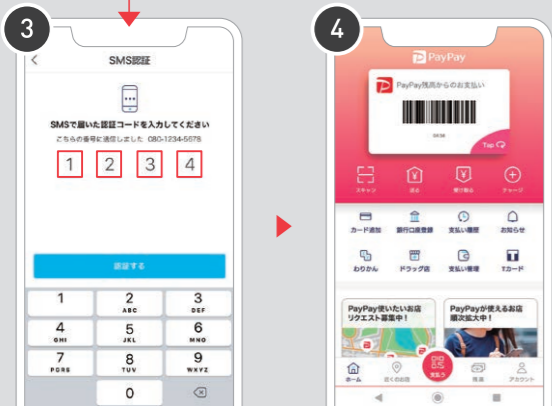 3
SMS認証
SMSで届いた認証コードを入力してください
こちらの番号に送信しました 080-1234-5678
1 2 3 4
認証する
1 2 ABC 3 DEF
4 GHI 5 JKL 6 MNO
7 PQRS 8 TUV 9 WXYZ
0
4
PayPay
PayPay残高からのお支払い
Tap
スキャン 送る 受け取る チャージ
カード追加 銀行口座登録 支払い履歴 お知らせ
わりかん ドラッグ店 支払い管理 Tカード
PayPay使いたいお店
リクエスト募集中！
PayPayが使えるお店
順次拡大中！
ホーム 近くのお店 支払う 残高 アカウント